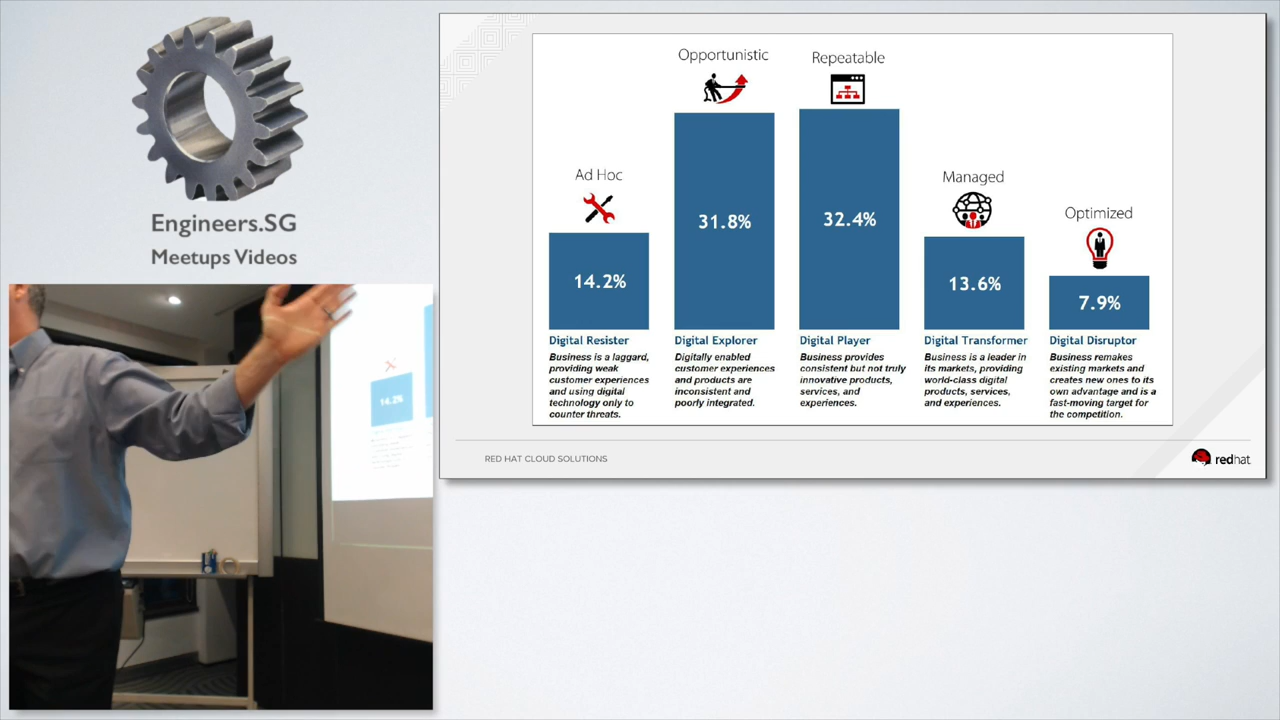 Engineers.SG
Meetups Videos
Ad Hoc
14.2%
Digital Resister
Business is a laggard,
providing weak
customer experiences
and using digital
technology only to
counter threats.
Opportunistic
31.8%
Digital Explorer
Digitally enabled
customer experiences
and products are
inconsistent and
poorly integrated.
Repeatable
32.4%
Digital Player
Business provides
consistent but not truly
innovative products,
services, and
experiences.
Managed
13.6%
Digital Transformer
Business is a leader in
its markets, providing
world-class digital
products, services,
and experiences.
Optimized
7.9%
Digital Disruptor
Business remakes
existing markets and
creates new ones to its
own advantage and is a
fast-moving target for
the competition.
RED HAT CLOUD SOLUTIONS
redhat
14.2%